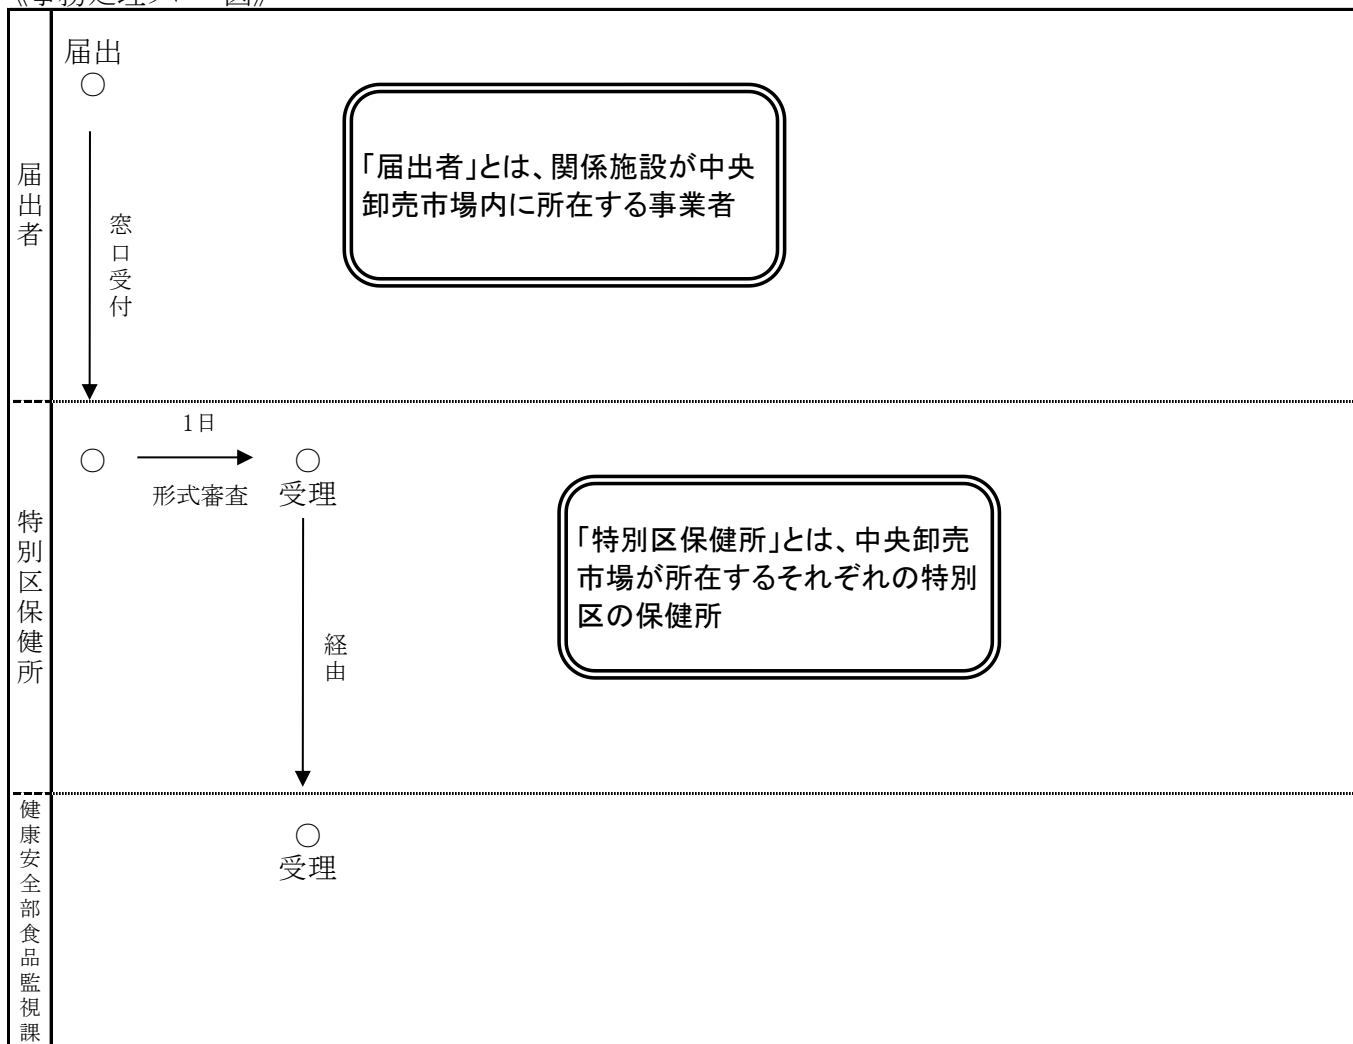 届出
○
届出者
窓口受付
「届出者」とは、関係施設が中央
卸売市場内に所在する事業者
1日
○
○
形式審査
受理
特別区保健所
経由
「特別区保健所」とは、中央卸売
市場が所在するそれぞれの特別
区の保健所
健康安全部食品監視課
○
受理